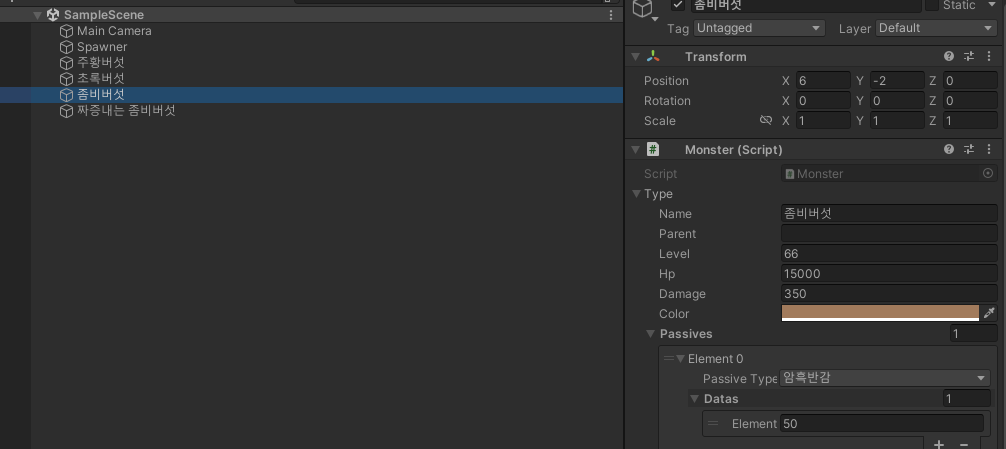 SampleScene
Main Camera
Spawner
주황버섯
초록버섯
좀비버섯
짜증내는 좀비버섯
좀비버섯
Static
Tag Untagged Layer Default
Transform
Position X 6 Y -2 Z 0
Rotation X 0 Y 0 Z 0
Scale X 1 Y 1 Z 1
Monster (Script)
Script Monster
Type
Name 좀비버섯
Parent
Level 66
Hp 15000
Damage 350
Color
Passives 1
Element 0
Passive Type 암흑반감
Datas 1
Element 50